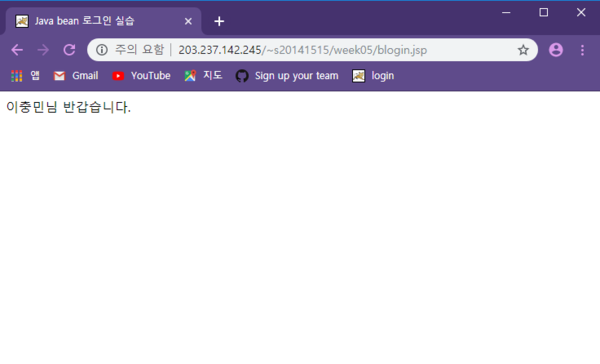 Java bean 로그인 실습
주의 요함 | 203.237.142.245/~s20141515/week05/blogin.jsp
앱 Gmail YouTube 지도 Sign up your team login
이충민님 반갑습니다.